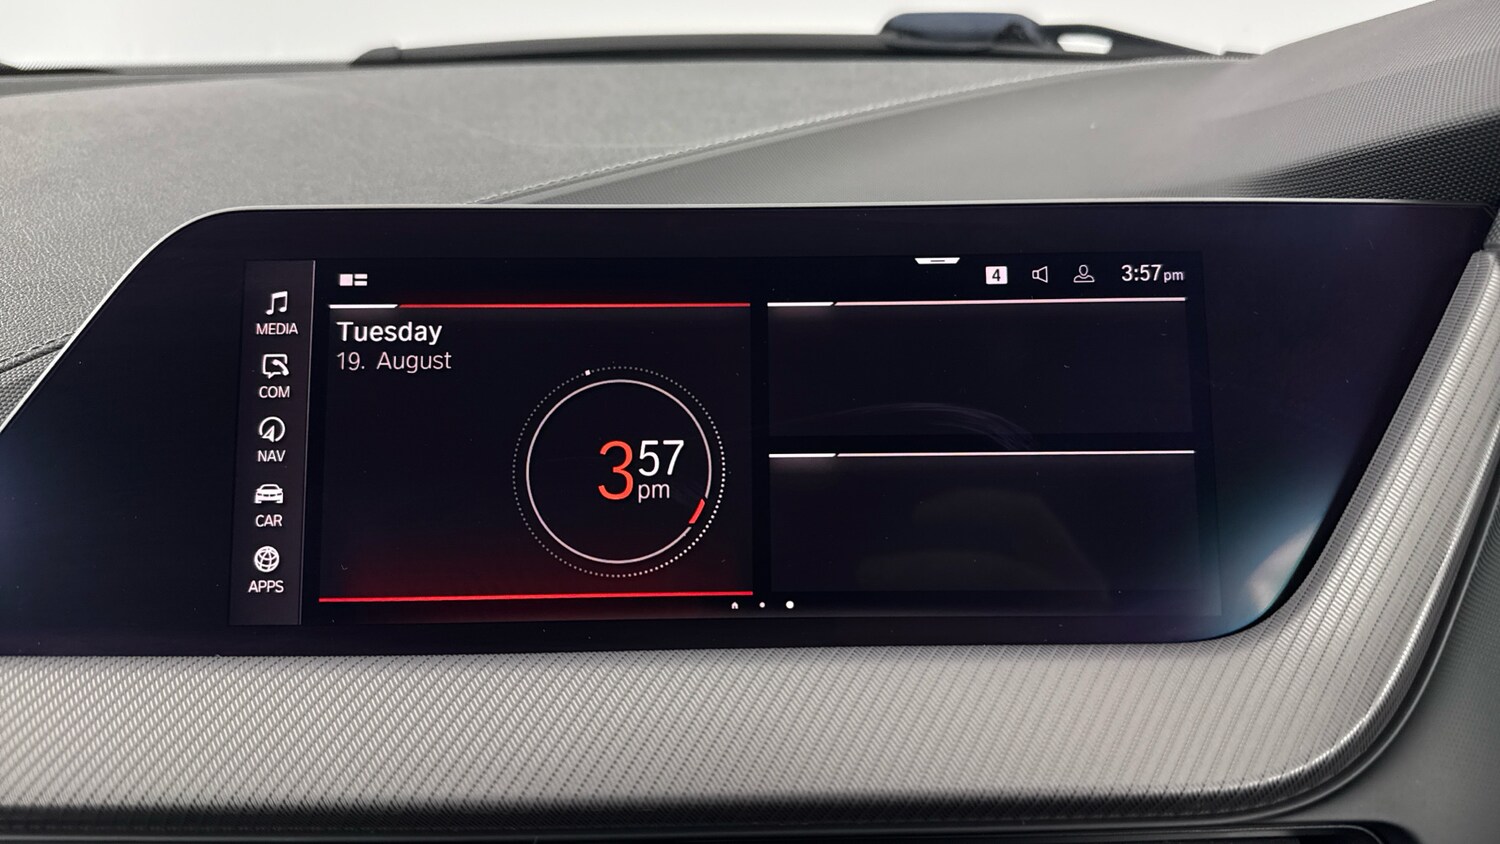 4
3:57pm
MEDIA
COM
NAV
CAR
APPS
Tuesday
19. August
3 57
pm